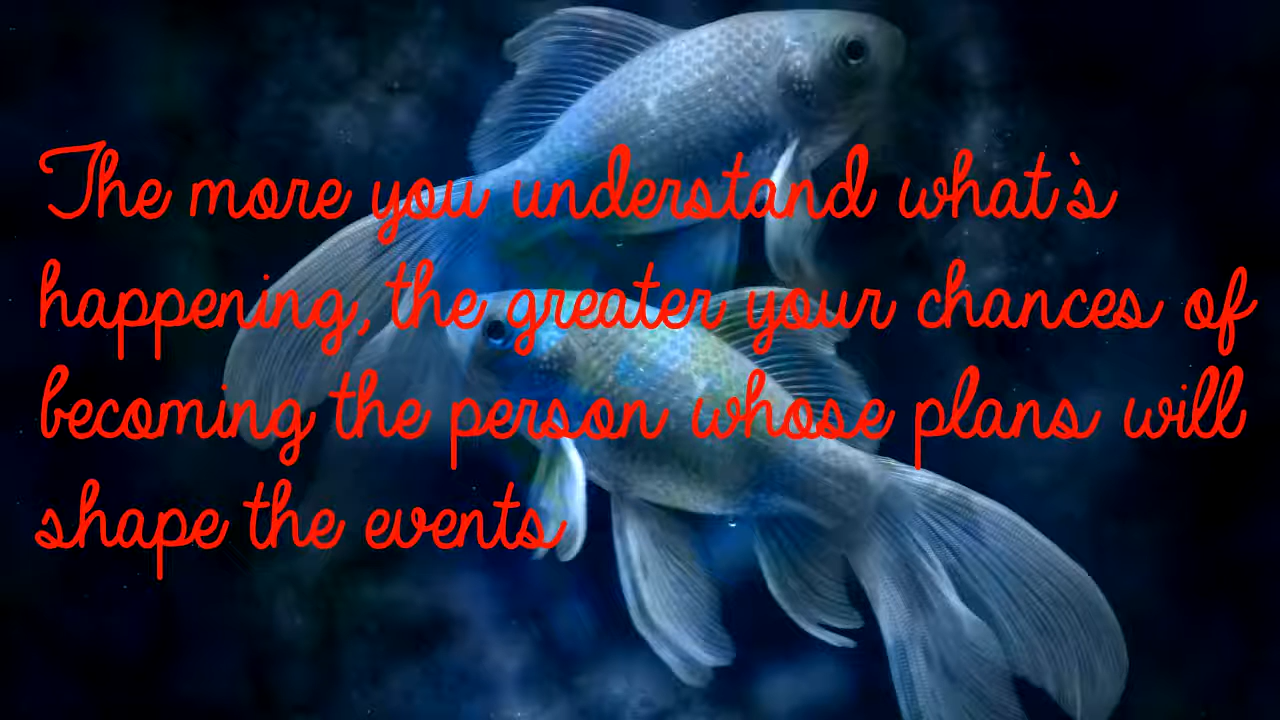 The more you understand what's
happening, the greater your chances of
becoming the person whose plans will
shape the events